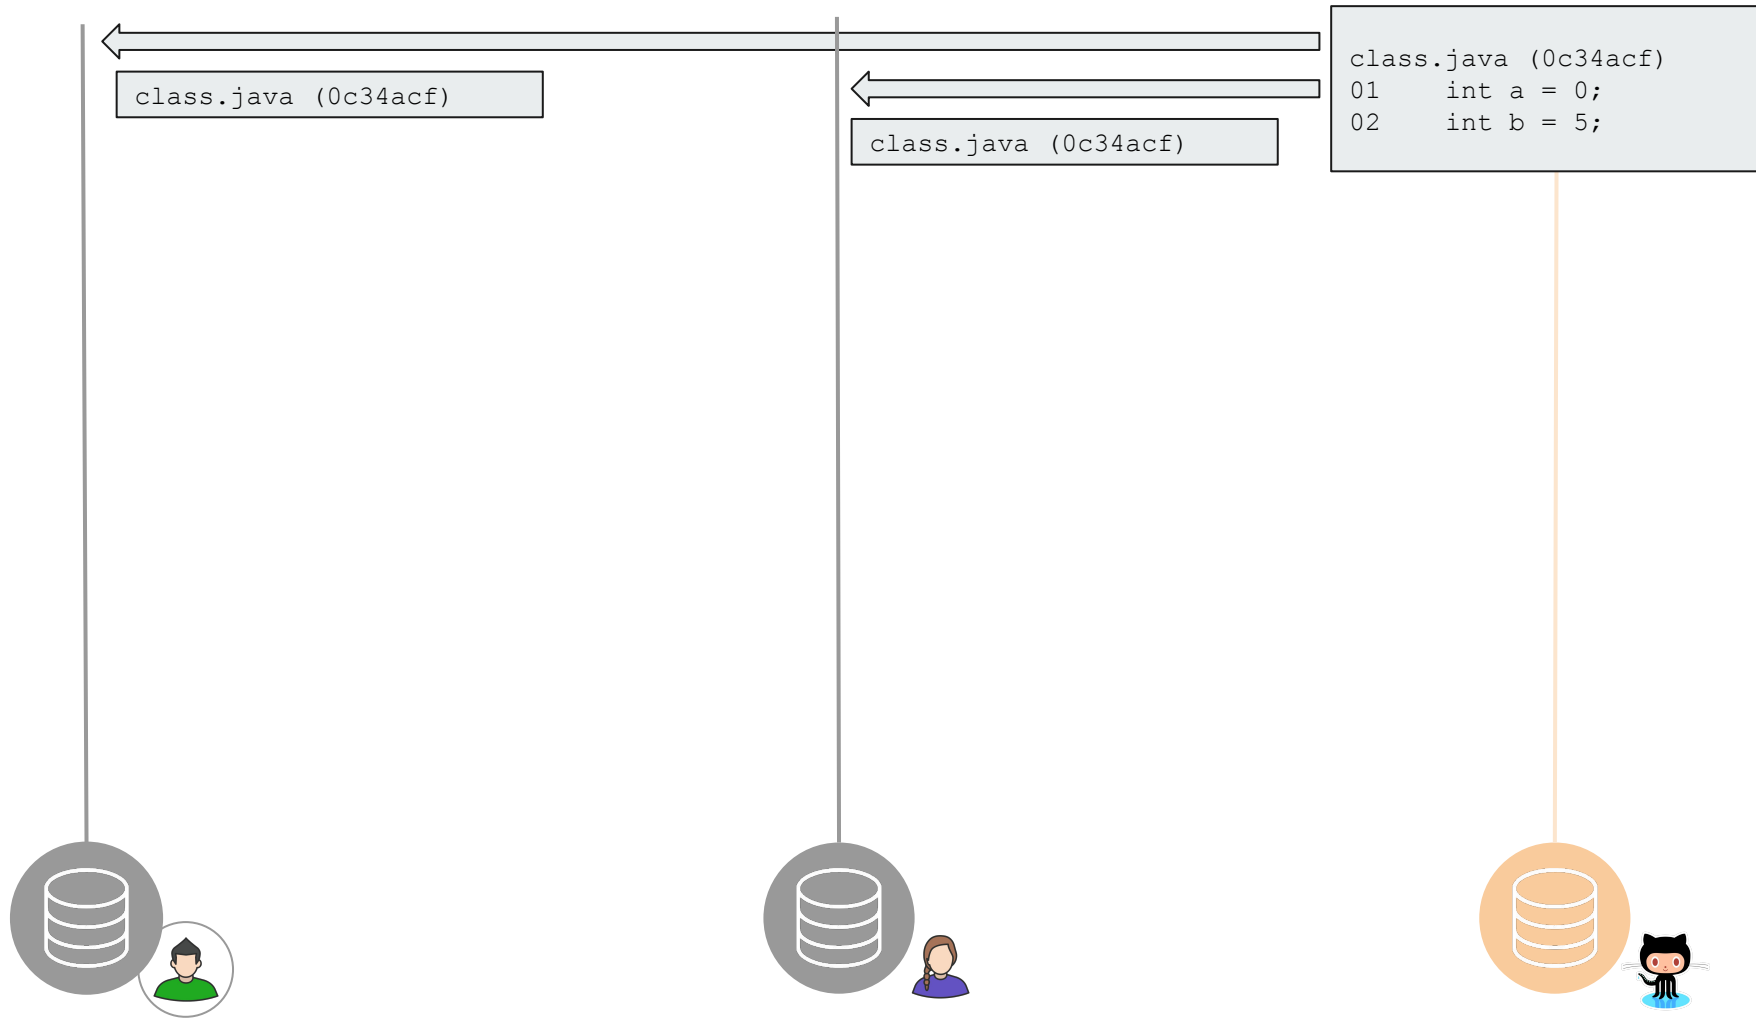 class.java (0c34acf)
01    int a = 0;
02    int b = 5;
class.java (0c34acf)
class.java (0c34acf)